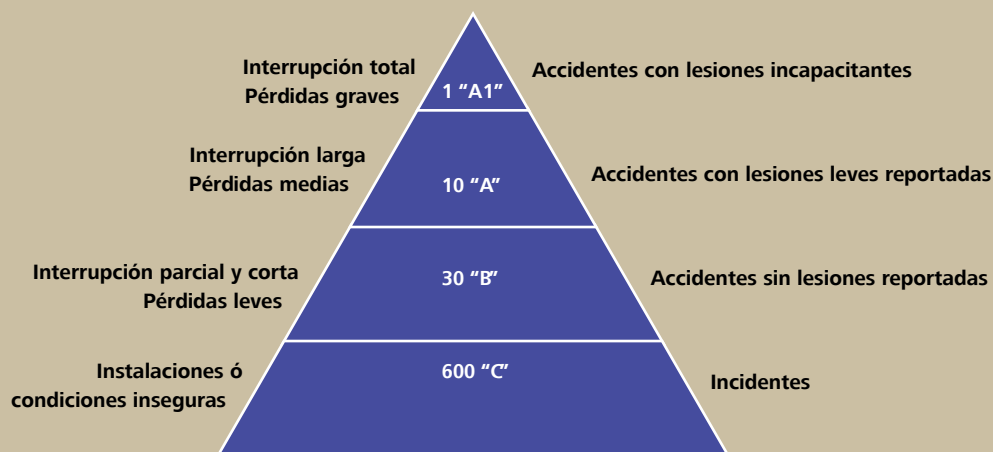 Interrupción total
Pérdidas graves
1 “A1”
Accidentes con lesiones incapacitantes
Interrupción larga
Pérdidas medias
10 “A”
Accidentes con lesiones leves reportadas
Interrupción parcial y corta
Pérdidas leves
30 “B”
Accidentes sin lesiones reportadas
Instalaciones ó
condiciones inseguras
600 “C”
Incidentes